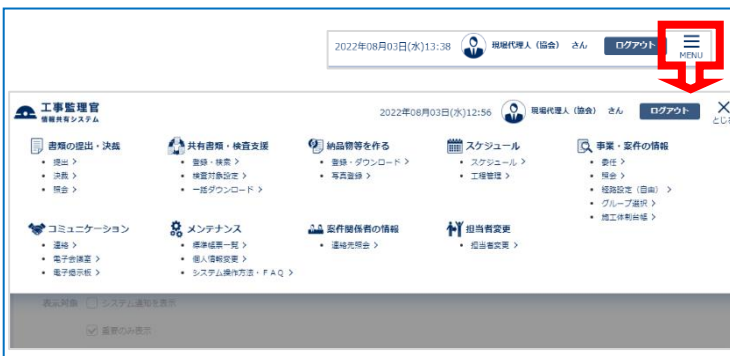 2022年08月03日(水)13:38 現場代理人（協会） さん ログアウト MENU
工事監理官
情報共有システム
2022年08月03日(水)12:56 現場代理人（協会） さん ログアウト とじる
書類の提出・決裁
・ 提出 >
・ 決裁 >
・ 照会 >
共有書類・検査支援
・ 登録・検索 >
・ 検査対象設定 >
・ 一括ダウンロード >
納品物等を作る
・ 登録・ダウンロード >
・ 写真登録 >
スケジュール
・ スケジュール >
・ 工程管理 >
事業・案件の情報
・ 委任 >
・ 照会 >
・ 経路設定（自由） >
・ グループ選択 >
・ 施工体制台帳 >
コミュニケーション
・ 連絡 >
・ 電子会議室 >
・ 電子掲示板 >
メンテナンス
・ 標準帳票一覧 >
・ 個人情報変更 >
・ システム操作方法・ＦＡＱ >
案件関係者の情報
・ 連絡先照会 >
担当者変更
・ 担当者変更 >
表示対象 システム通知を表示
重要のみ表示